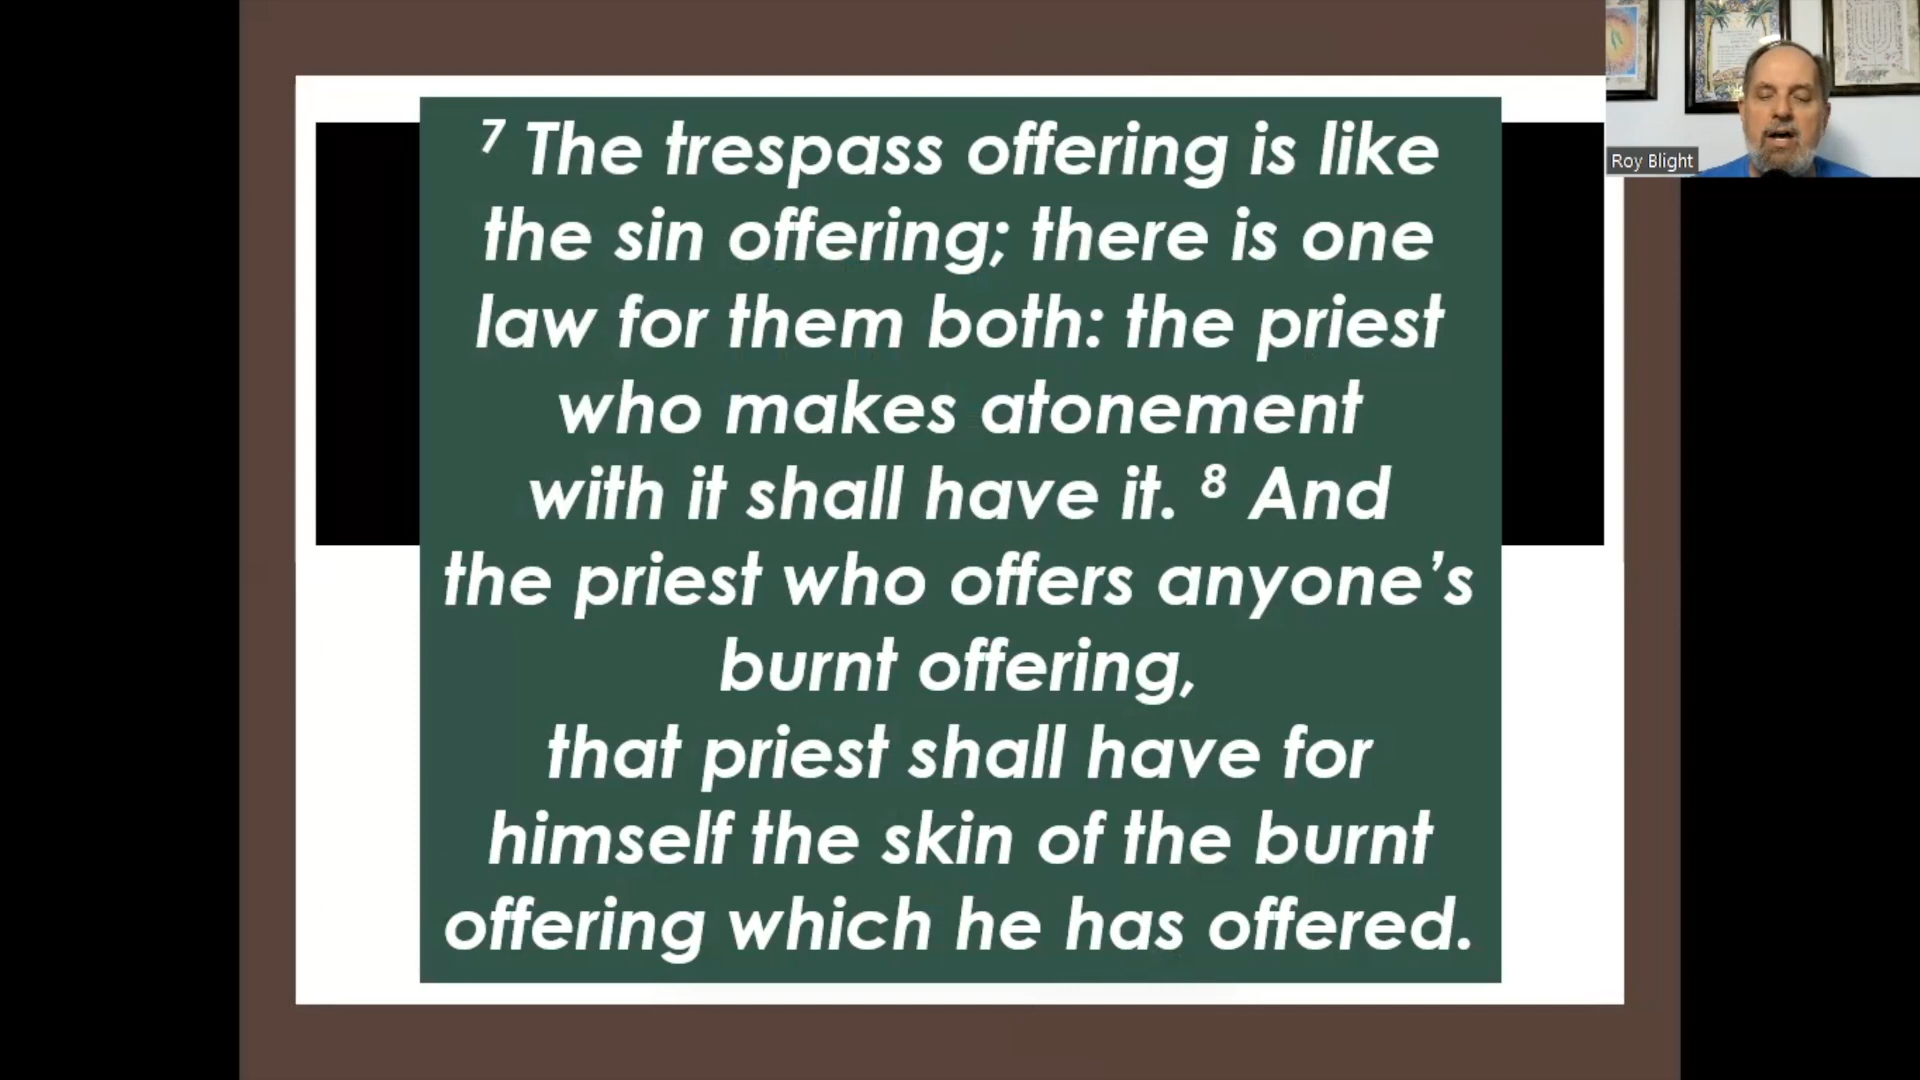 ⁷ The trespass offering is like
the sin offering; there is one
law for them both: the priest
who makes atonement
with it shall have it. ⁸ And
the priest who offers anyone’s
burnt offering,
that priest shall have for
himself the skin of the burnt
offering which he has offered.
Roy Blight